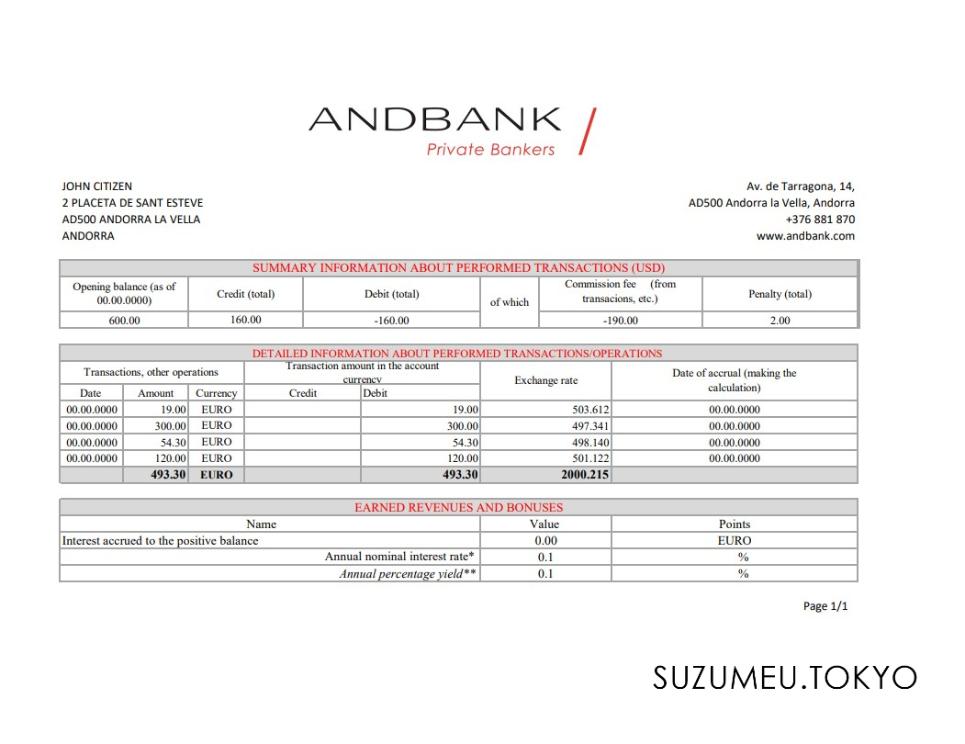 ANDBANK
Private Bankers
JOHN CITIZEN
2 PLACETA DE SANT ESTEVE
AD500 ANDORRA LA VELLA
ANDORRA
Av. de Tarragona, 14,
AD500 Andorra la Vella, Andorra
+376 881 870
www.andbank.com
SUMMARY INFORMATION ABOUT PERFORMED TRANSACTIONS (USD)
Opening balance (as of
00.00.0000)
Credit (total)
Debit (total)
of which
Commission fee (from
transacions, etc.)
Penalty (total)
600.00 160.00 -160.00 -190.00 2.00
DETAILED INFORMATION ABOUT PERFORMED TRANSACTIONS/OPERATIONS
Transactions, other operations
Transaction amount in the account
currency
Exchange rate
Date of accrual (making the
calculation)
Date Amount Currency Credit Debit
00.00.0000 19.00 EURO 19.00 503.612 00.00.0000
00.00.0000 300.00 EURO 300.00 497.341 00.00.0000
00.00.0000 54.30 EURO 54.30 498.140 00.00.0000
00.00.0000 120.00 EURO 120.00 501.122 00.00.0000
493.30 EURO 493.30 2000.215
EARNED REVENUES AND BONUSES
Name Value Points
Interest accrued to the positive balance 0.00 EURO
Annual nominal interest rate* 0.1 %
Annual percentage yield** 0.1 %
Page 1/1
SUZUMEU.TOKYO